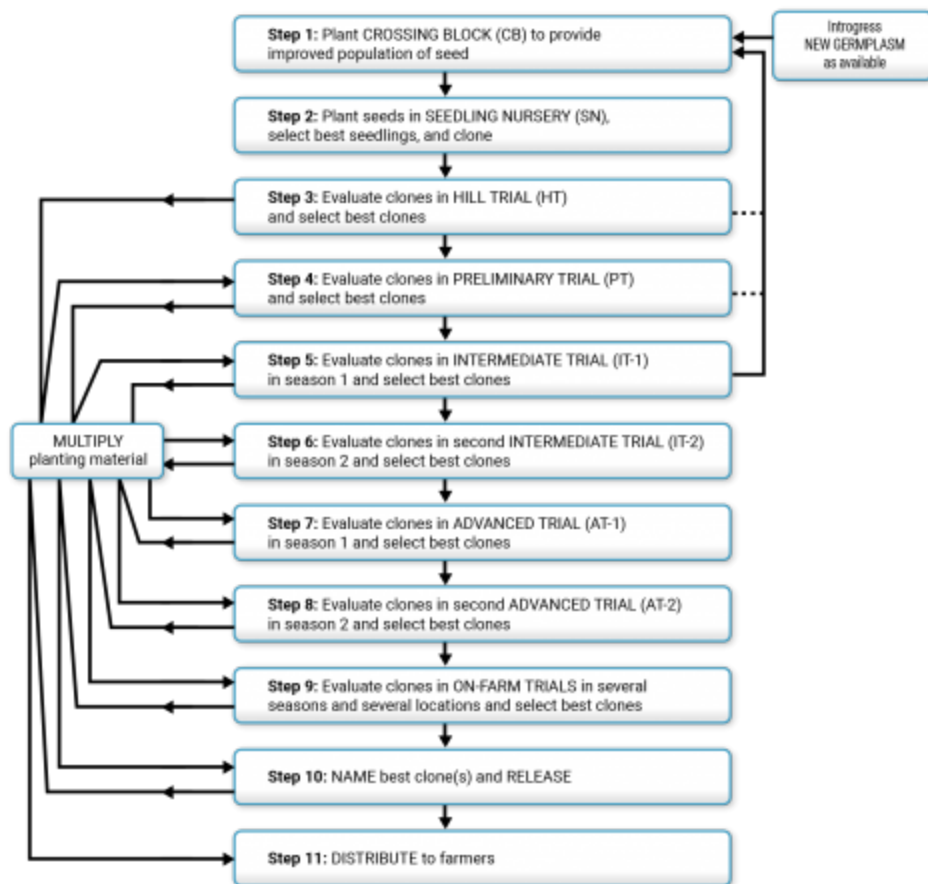 Step 1: Plant CROSSING BLOCK (CB) to provide
improved population of seed
Introgress
NEW GERMPLASM
as available
Step 2: Plant seeds in SEEDLING NURSERY (SN),
select best seedlings, and clone
Step 3: Evaluate clones in HILL TRIAL (HT)
and select best clones
Step 4: Evaluate clones in PRELIMINARY TRIAL (PT)
and select best clones
Step 5: Evaluate clones in INTERMEDIATE TRIAL (IT-1)
in season 1 and select best clones
MULTIPLY
planting material
Step 6: Evaluate clones in second INTERMEDIATE TRIAL (IT-2)
in season 2 and select best clones
Step 7: Evaluate clones in ADVANCED TRIAL (AT-1)
in season 1 and select best clones
Step 8: Evaluate clones in second ADVANCED TRIAL (AT-2)
in season 2 and select best clones
Step 9: Evaluate clones in ON-FARM TRIALS in several
seasons and several locations and select best clones
Step 10: NAME best clone(s) and RELEASE
Step 11: DISTRIBUTE to farmers